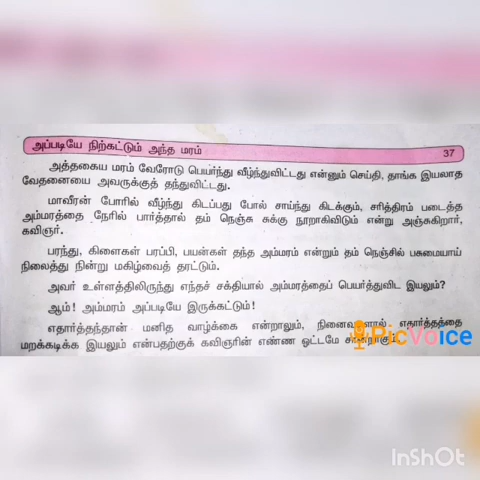 அப்படியே நிற்கட்டும் அந்த மரம் 37
அத்தகைய மரம் வேரோடு பெயர்ந்து வீழ்ந்துவிட்டது என்னும் செய்தி, தாங்க இயலாத
வேதனையை அவருக்குத் தந்துவிட்டது.
மாவீரன் போரில் வீழ்ந்து கிடப்பது போல் சாய்ந்து கிடக்கும், சரித்திரம் படைத்த
அம்மரத்தை நேரில் பார்த்தால் தம் நெஞ்சு சுக்கு நூறாகிவிடும் என்று அஞ்சுகிறார்,
கவிஞர்.
பரந்து, கிளைகள் பரப்பி, பயன்கள் தந்த அம்மரம் என்றும் தம் நெஞ்சில் பசுமையாய்
நிலைத்து நின்று மகிழ்வைத் தரட்டும்.
அவர் உள்ளத்திலிருந்து எந்தச் சக்தியால் அம்மரத்தைப் பெயர்த்துவிட இயலும்?
ஆம்! அம்மரம் அப்படியே இருக்கட்டும்!
எதார்த்தந்தான் மனித வாழ்க்கை என்றாலும், நினைவுகளால் எதார்த்தத்தை
மறக்கடிக்க இயலும் என்பதற்குக் கவிஞரின் எண்ண ஓட்டமே சான்றாகும்.
PicVoice
InShOt